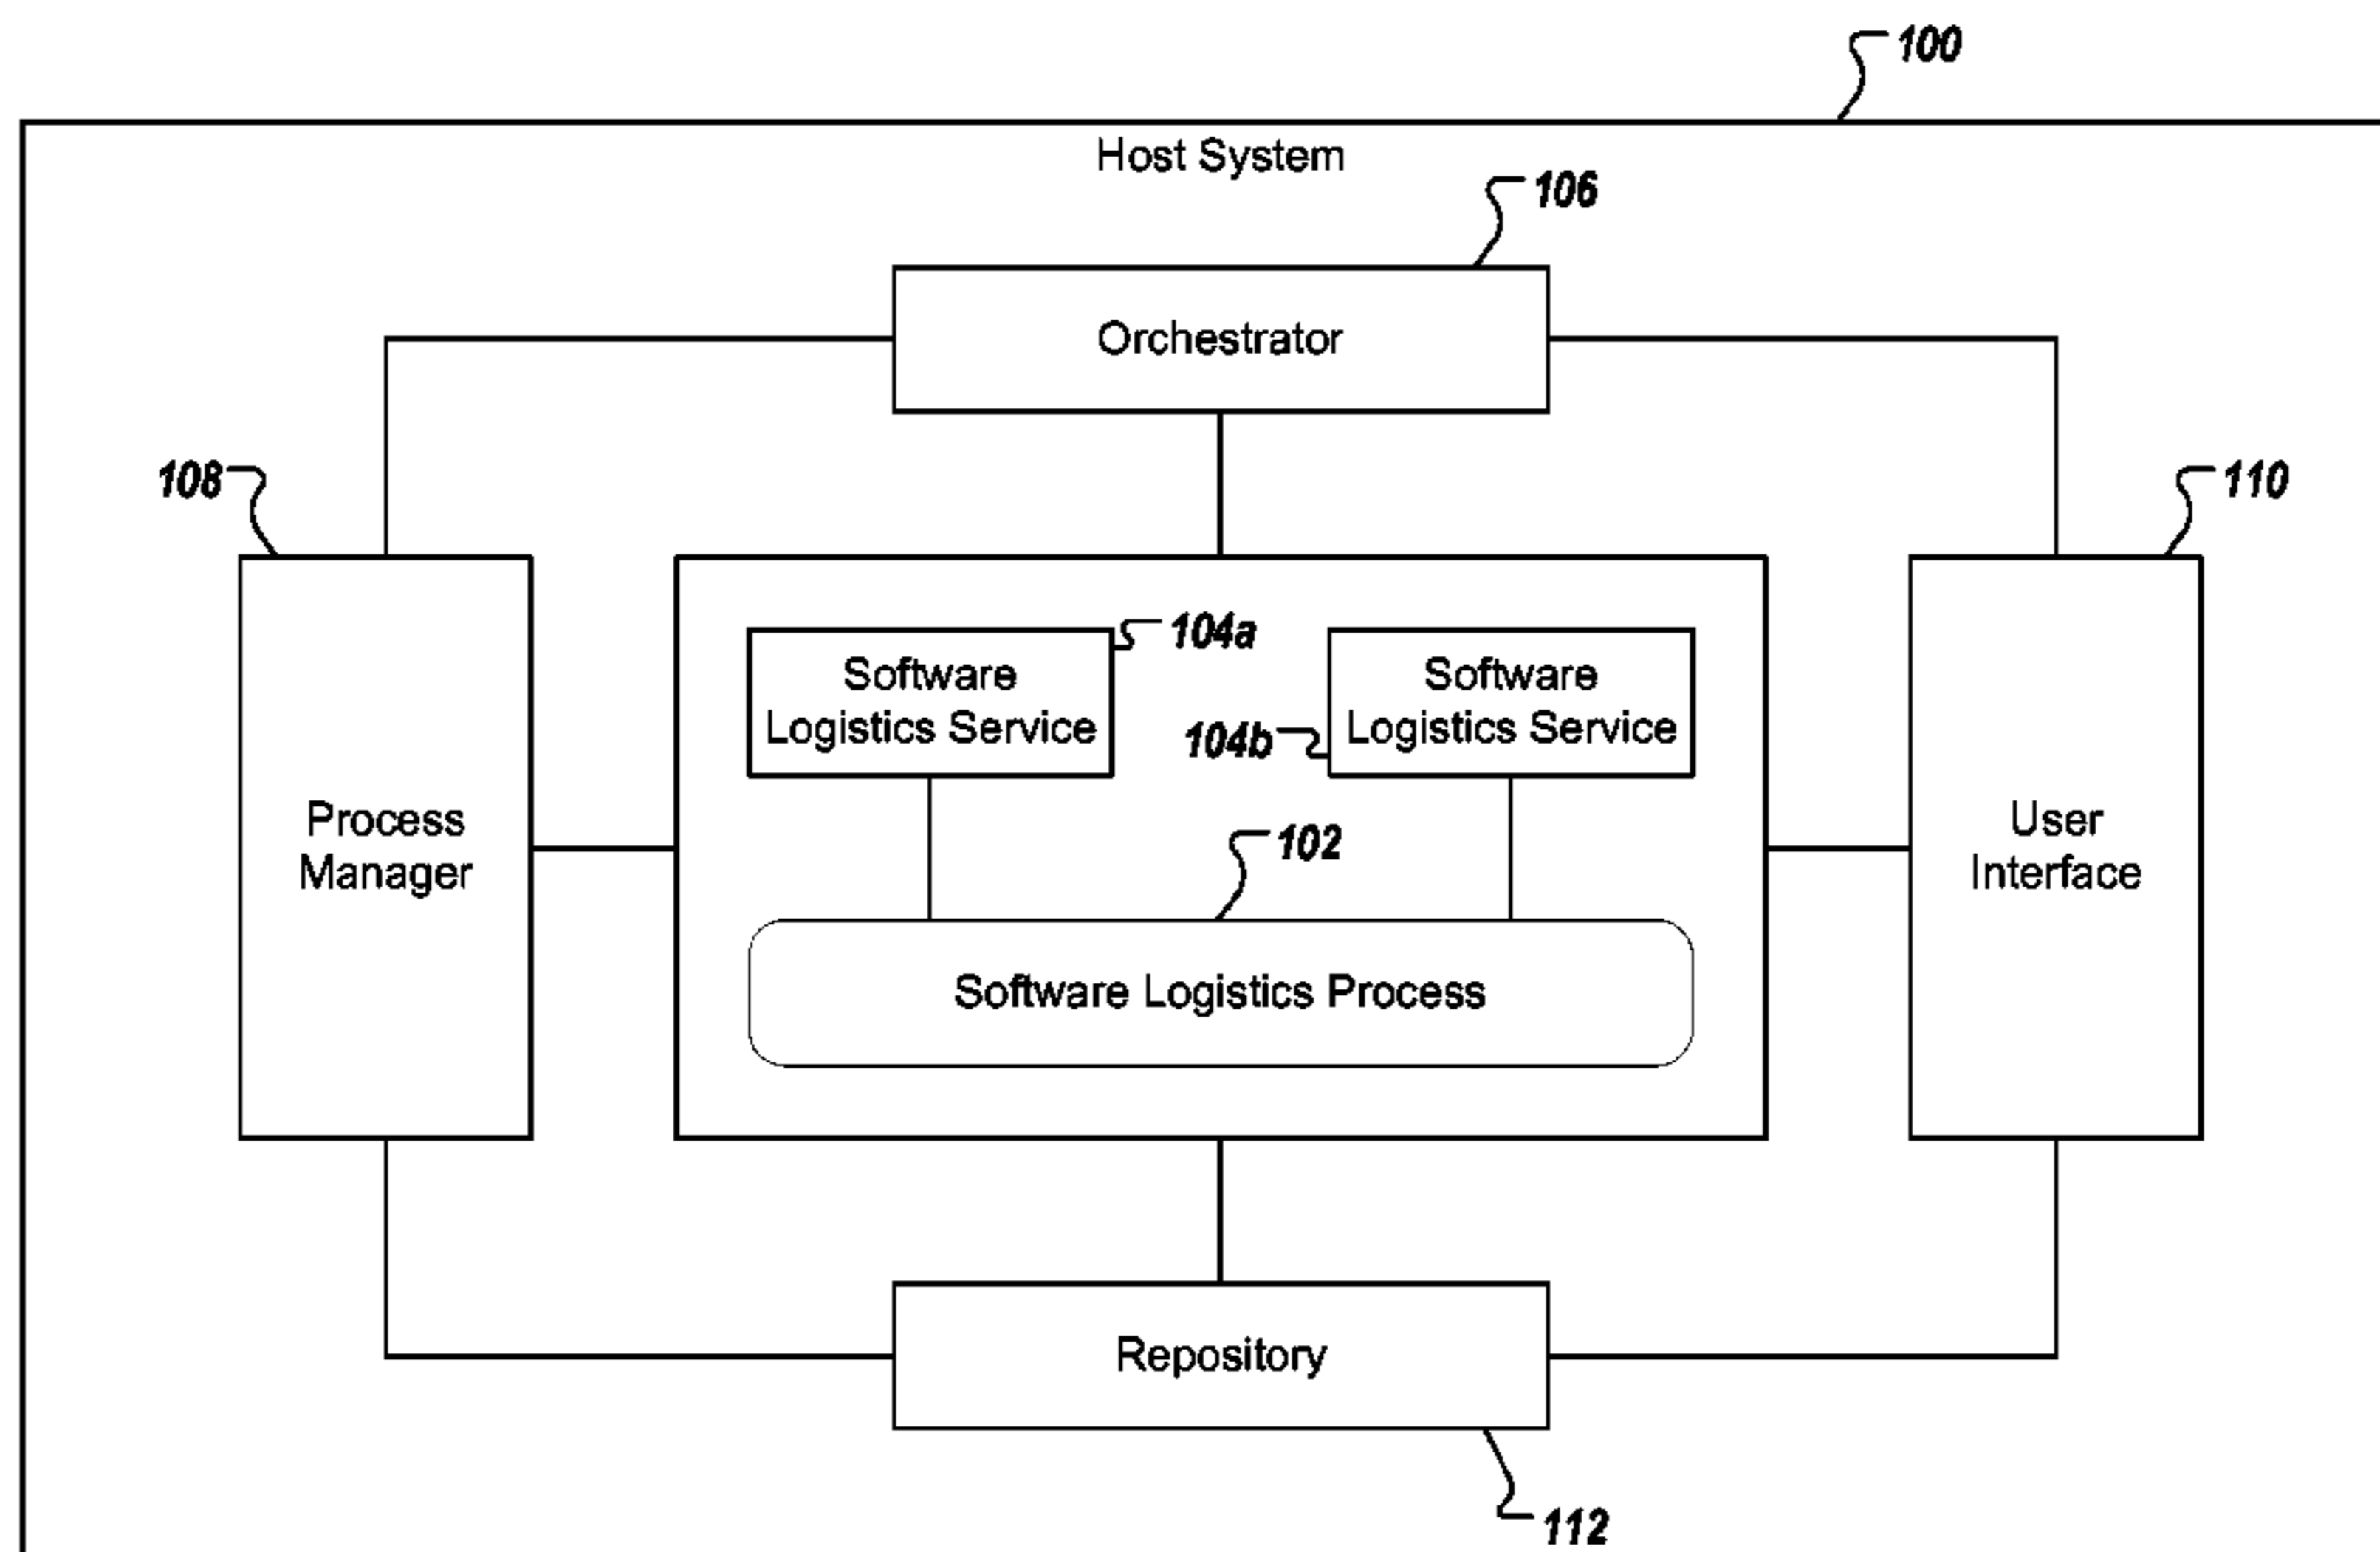 100
Host System
106
Orchestrator
108
110
104a
Software
Logistics Service
Software
Logistics Service
104b
102
Process
Manager
User
Interface
Software Logistics Process
Repository
112